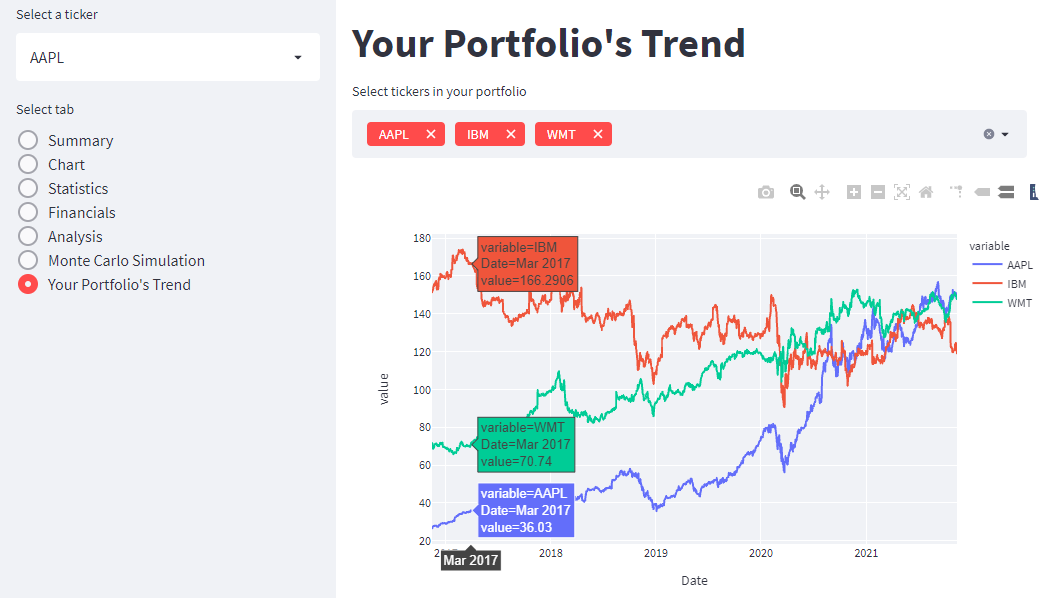 Select a ticker
AAPL
Select tab
Summary
Chart
Statistics
Financials
Analysis
Monte Carlo Simulation
Your Portfolio's Trend
Your Portfolio's Trend
Select tickers in your portfolio
AAPL
IBM
WMT
180
160
140
120
100
80
60
40
20
value
variable=IBM
Date=Mar 2017
value=166.2906
variable=WMT
Date=Mar 2017
value=70.74
variable=AAPL
Date=Mar 2017
value=36.03
Mar 2017
2018
2019
2020
2021
Date
variable
AAPL
IBM
WMT